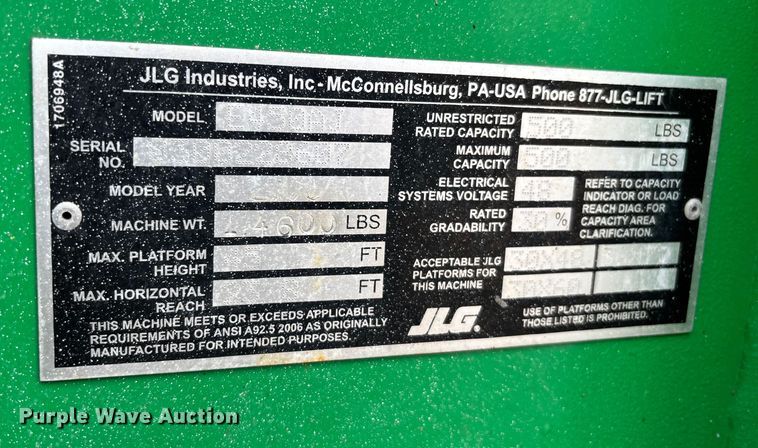 1706948A
JLG Industries, Inc - McConnellsburg, PA-USA Phone 877-JLG-LIFT
MODEL
SERIAL
NO.
MODEL YEAR
MACHINE WT. 14600 LBS
MAX. PLATFORM
HEIGHT FT
MAX. HORIZONTAL
REACH FT
THIS MACHINE MEETS OR EXCEEDS APPLICABLE
REQUIREMENTS OF ANSI A92.5 2006 AS ORIGINALLY
MANUFACTURED FOR INTENDED PURPOSES.
UNRESTRICTED
RATED CAPACITY 500 LBS
MAXIMUM
CAPACITY 500 LBS
ELECTRICAL
SYSTEMS VOLTAGE 48
RATED
GRADABILITY 30 %
REFER TO CAPACITY
INDICATOR OR LOAD
REACH DIAG. FOR
CAPACITY AREA
CLARIFICATION.
ACCEPTABLE JLG
PLATFORMS FOR
THIS MACHINE
30X48
30X60
JLG.
USE OF PLATFORMS OTHER THAN
THOSE LISTED IS PROHIBITED.
Purple Wave Auction